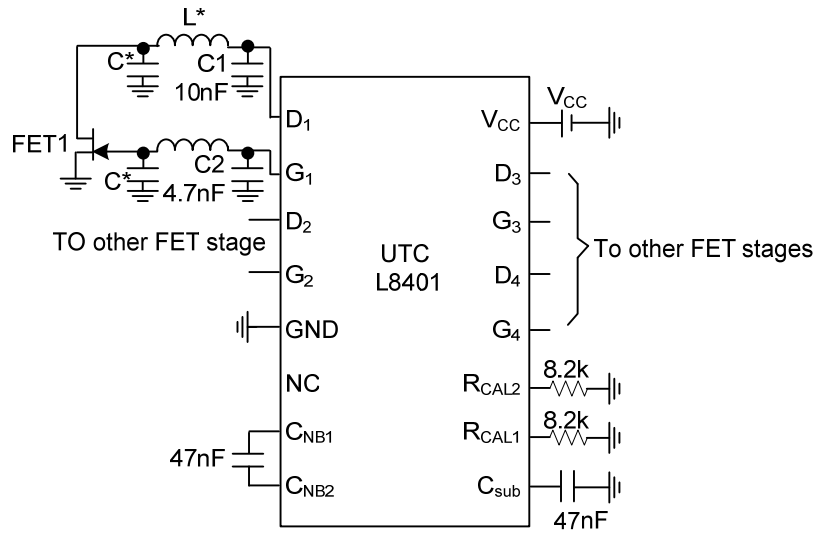 L*
C*
C1
10nF
FET1
C*
C2
4.7nF
D1
G1
D2
TO other FET stage
G2
GND
NC
CNB1
47nF
CNB2
UTC
L8401
VCC
VCC
D3
G3
To other FET stages
D4
G4
RCAL2
8.2k
RCAL1
8.2k
Csub
47nF